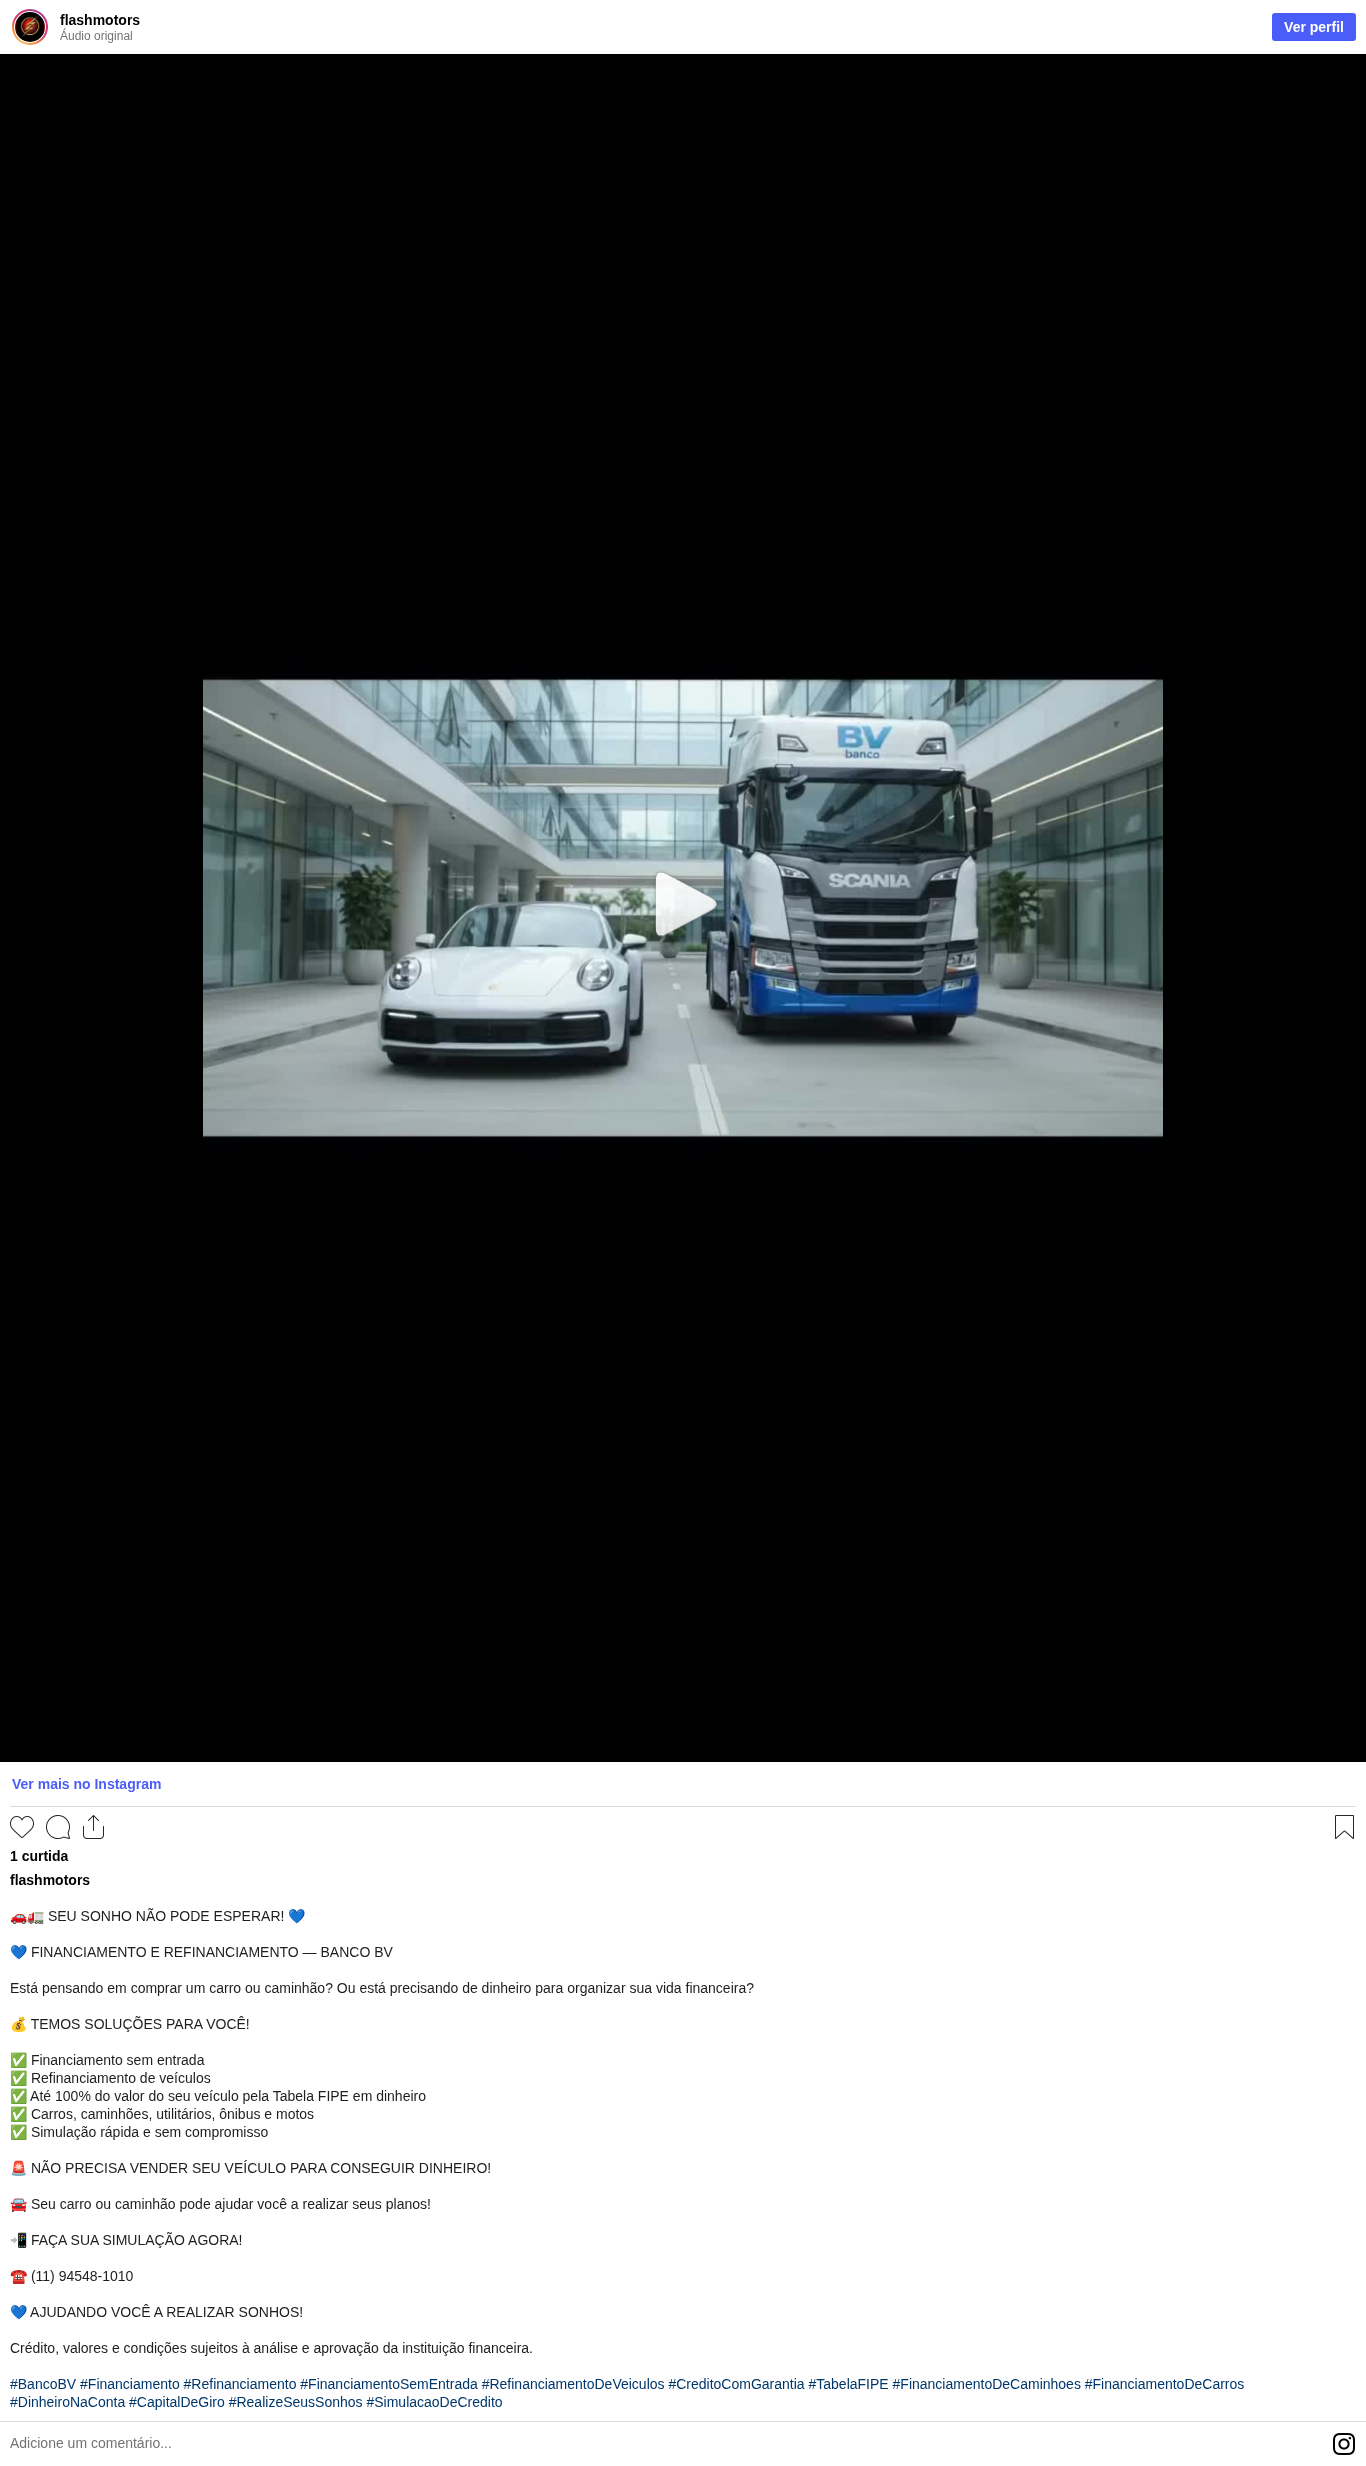 flashmotors
Áudio original
Ver perfil
BV
banco
SCANIA
Ver mais no Instagram
1 curtida
flashmotors
🚗🚛 SEU SONHO NÃO PODE ESPERAR! 💙
💙 FINANCIAMENTO E REFINANCIAMENTO — BANCO BV
Está pensando em comprar um carro ou caminhão? Ou está precisando de dinheiro para organizar sua vida financeira?
💰 TEMOS SOLUÇÕES PARA VOCÊ!
✅ Financiamento sem entrada
✅ Refinanciamento de veículos
✅ Até 100% do valor do seu veículo pela Tabela FIPE em dinheiro
✅ Carros, caminhões, utilitários, ônibus e motos
✅ Simulação rápida e sem compromisso
🚨 NÃO PRECISA VENDER SEU VEÍCULO PARA CONSEGUIR DINHEIRO!
🚘 Seu carro ou caminhão pode ajudar você a realizar seus planos!
📲 FAÇA SUA SIMULAÇÃO AGORA!
☎️ (11) 94548-1010
💙 AJUDANDO VOCÊ A REALIZAR SONHOS!
Crédito, valores e condições sujeitos à análise e aprovação da instituição financeira.
#BancoBV #Financiamento #Refinanciamento #FinanciamentoSemEntrada #RefinanciamentoDeVeiculos #CreditoComGarantia #TabelaFIPE #FinanciamentoDeCaminhoes #FinanciamentoDeCarros
#DinheiroNaConta #CapitalDeGiro #RealizeSeusSonhos #SimulacaoDeCredito
Adicione um comentário...